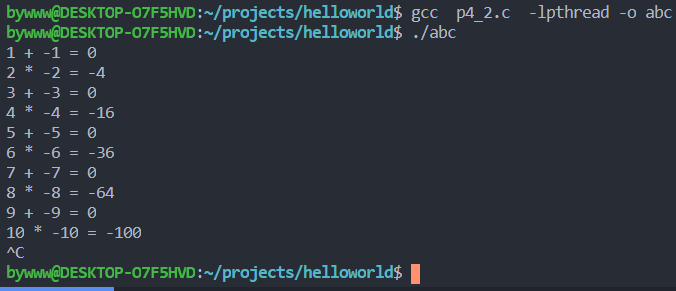 bywww@DESKTOP-O7F5HVD:~/projects/helloworld$ gcc  p4_2.c  -lpthread -o abc
bywww@DESKTOP-O7F5HVD:~/projects/helloworld$ ./abc
1 + -1 = 0
2 * -2 = -4
3 + -3 = 0
4 * -4 = -16
5 + -5 = 0
6 * -6 = -36
7 + -7 = 0
8 * -8 = -64
9 + -9 = 0
10 * -10 = -100
^C
bywww@DESKTOP-O7F5HVD:~/projects/helloworld$